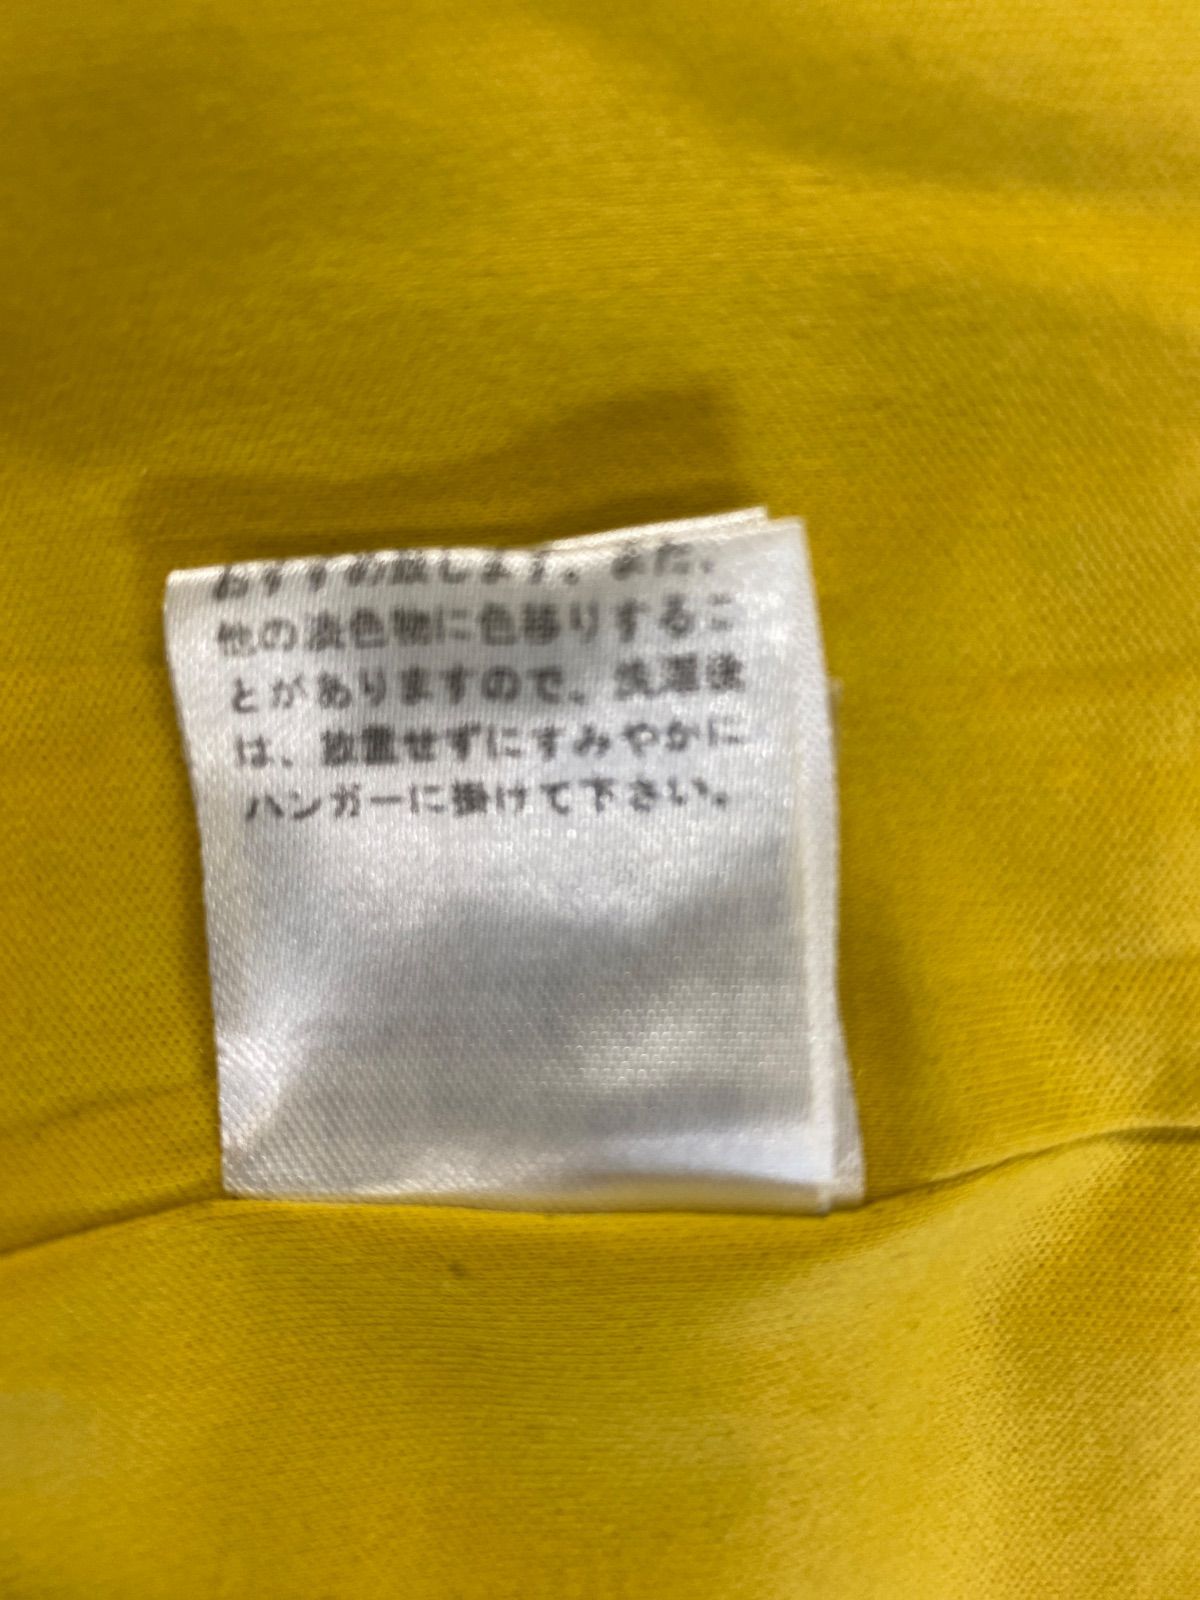 おすすめ致します。また、
他の淡色物に色移りするこ
とがありますので、洗濯後
は、放置せずにすみやかに
ハンガーに掛けて下さい。